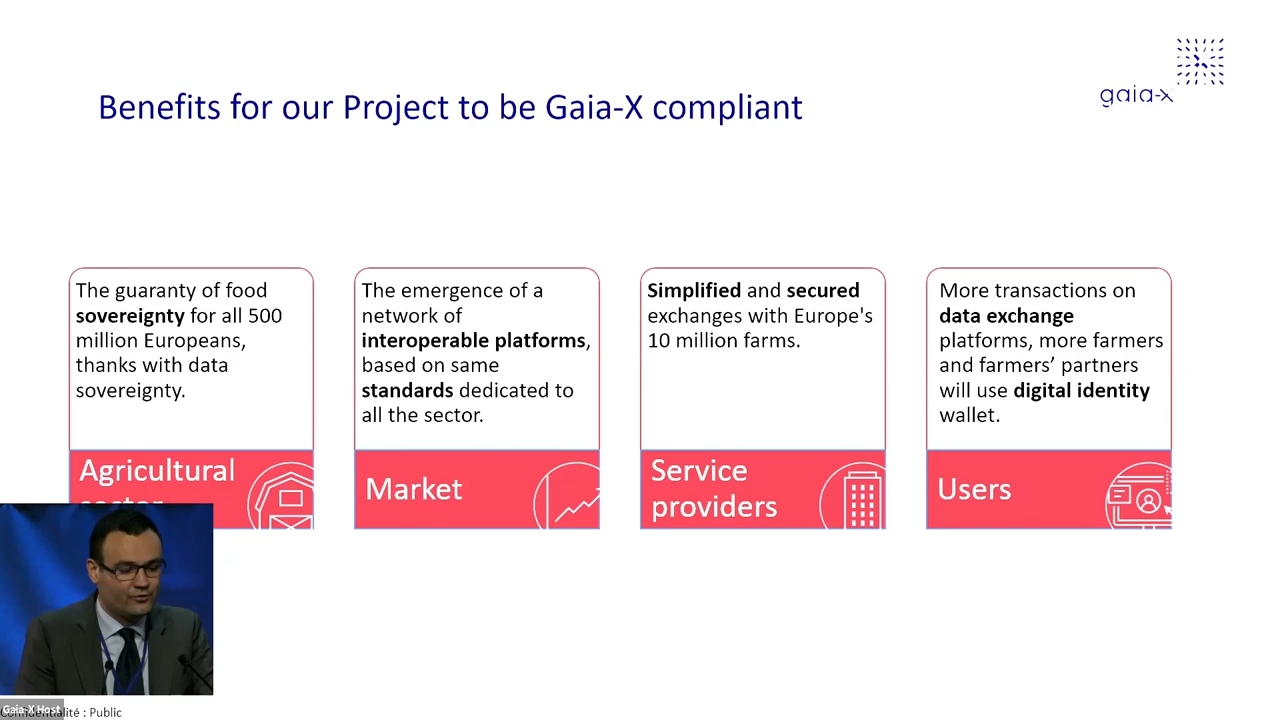 gaia-x
Benefits for our Project to be Gaia-X compliant
The guaranty of food
sovereignty for all 500
million Europeans,
thanks with data
sovereignty.
Agricultural
sector
The emergence of a
network of
interoperable platforms,
based on same
standards dedicated to
all the sector.
Market
Simplified and secured
exchanges with Europe's
10 million farms.
Service
providers
More transactions on
data exchange
platforms, more farmers
and farmers’ partners
will use digital identity
wallet.
Users
Gaia-X Host
Confidentialité : Public